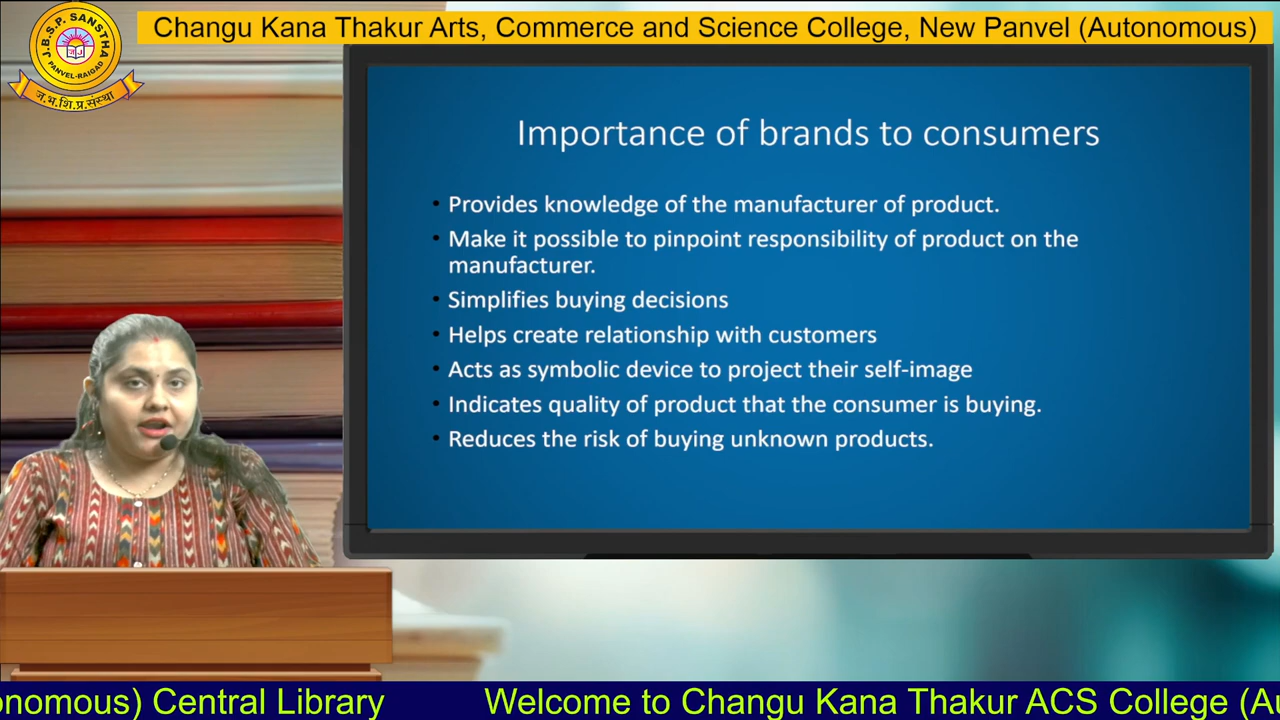 Changu Kana Thakur Arts, Commerce and Science College, New Panvel (Autonomous)
J.B.S.P. SANSTHA
PANVEL-RAIGAD
ज.भ.शि.प्र.संस्था
Importance of brands to consumers
• Provides knowledge of the manufacturer of product.
• Make it possible to pinpoint responsibility of product on the
manufacturer.
• Simplifies buying decisions
• Helps create relationship with customers
• Acts as symbolic device to project their self-image
• Indicates quality of product that the consumer is buying.
• Reduces the risk of buying unknown products.
onomous) Central Library Welcome to Changu Kana Thakur ACS College (Au